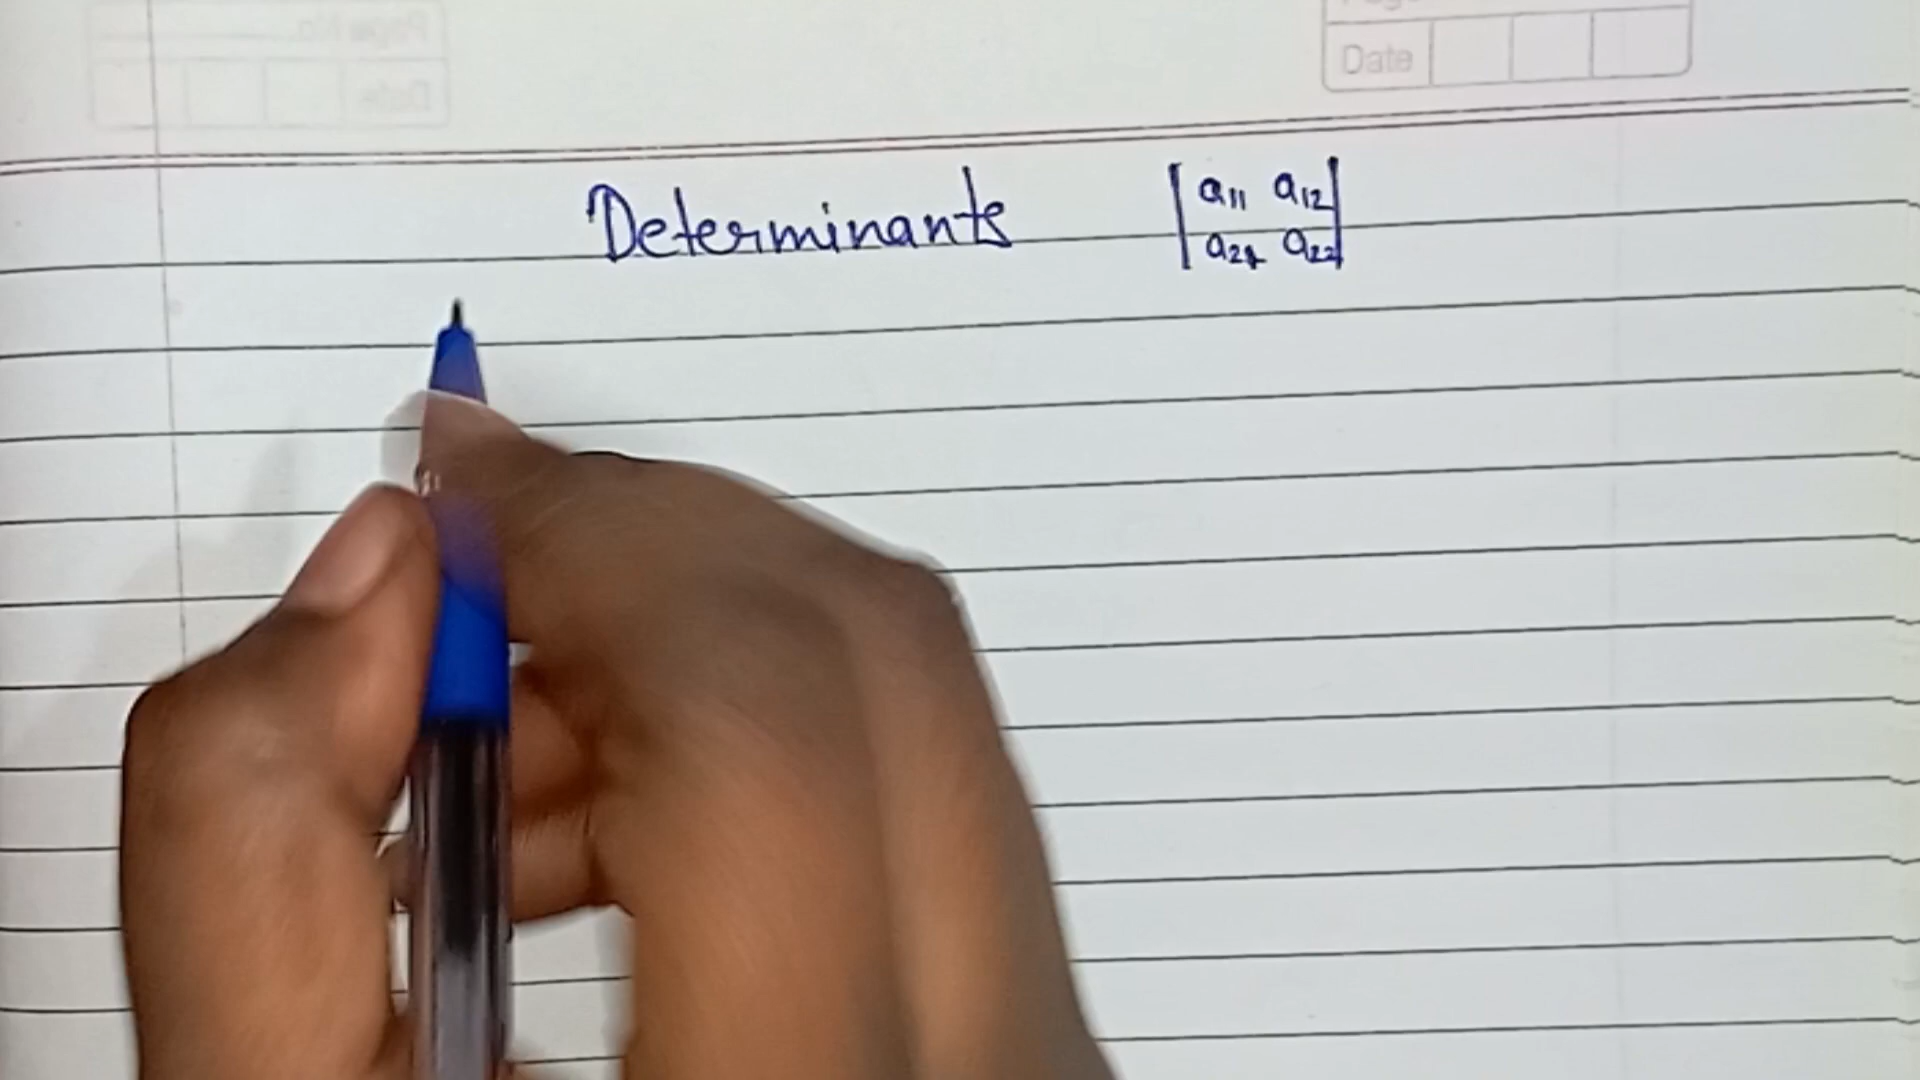 Date
Determinants | a11 a12 |
| a21 a22 |